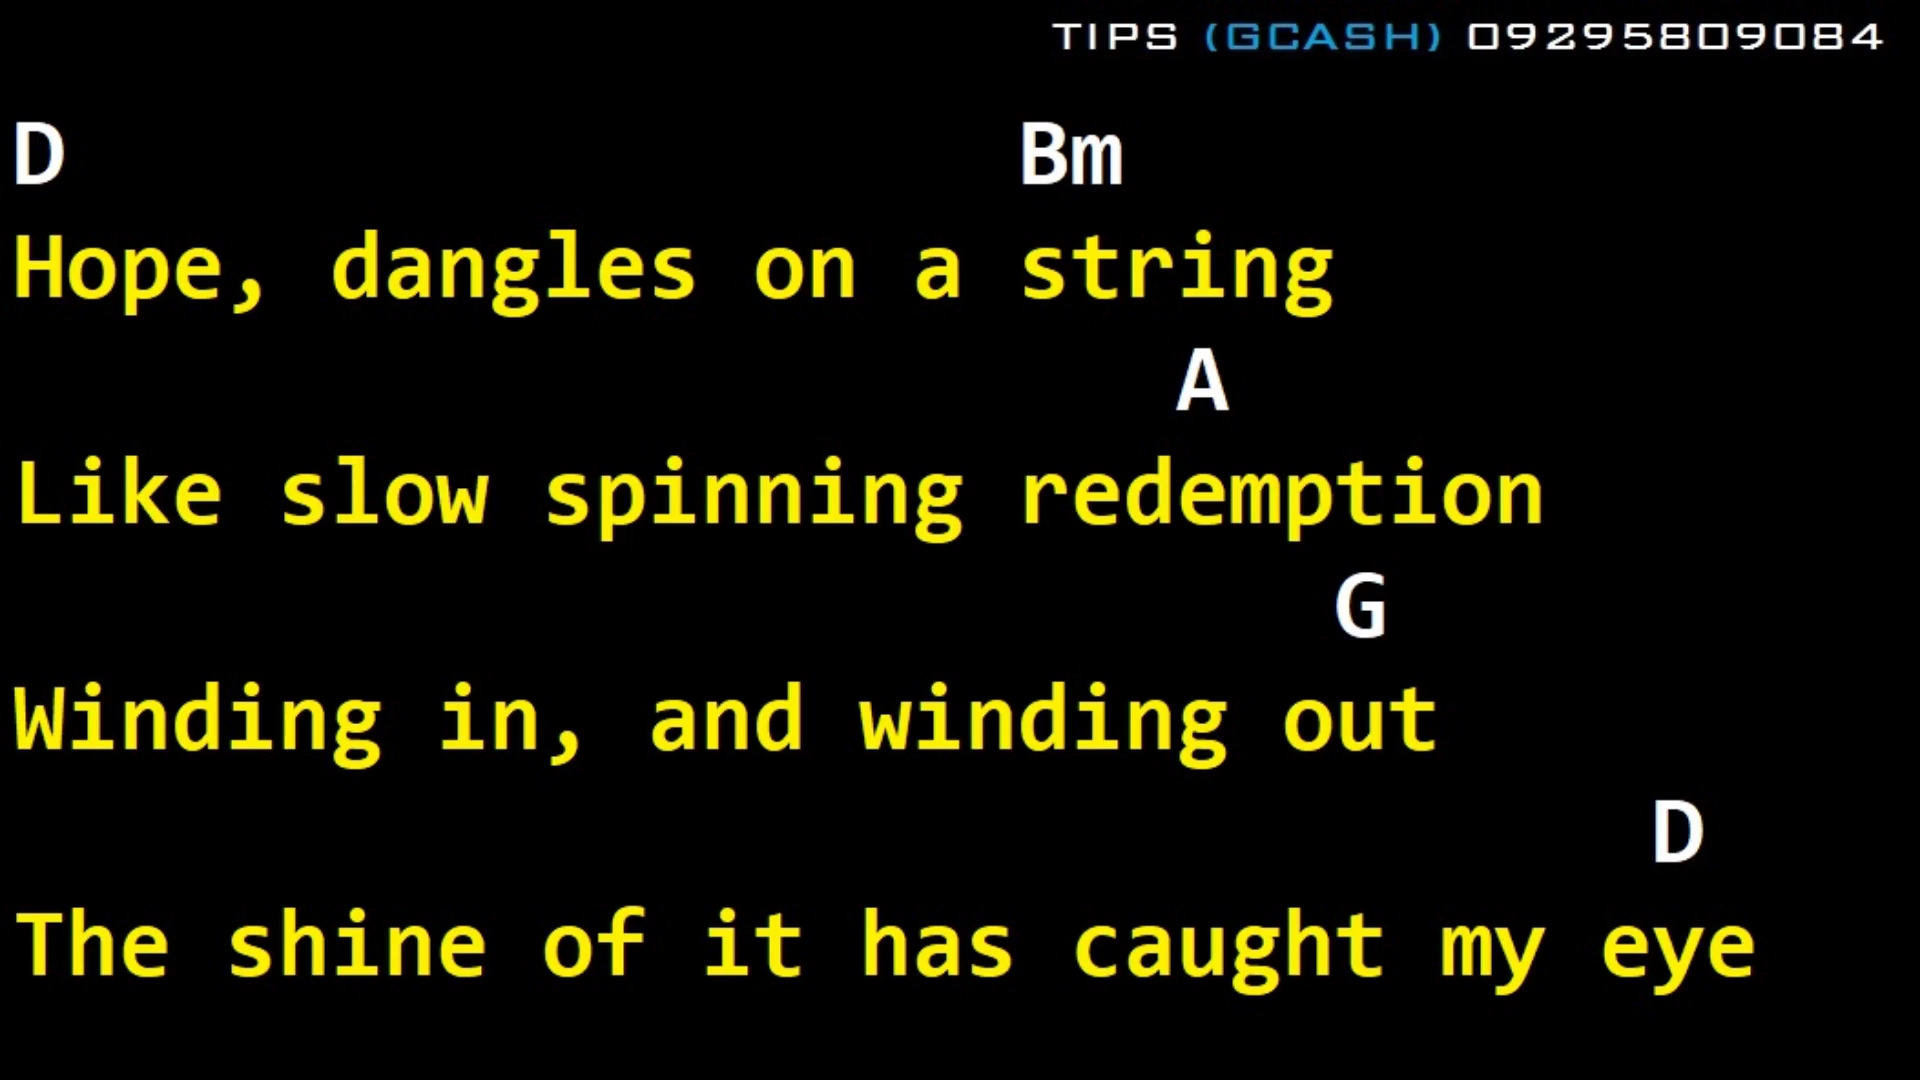 TIPS (GCASH) 09295809084
D Bm
Hope, dangles on a string
A
Like slow spinning redemption
G
Winding in, and winding out
D
The shine of it has caught my eye